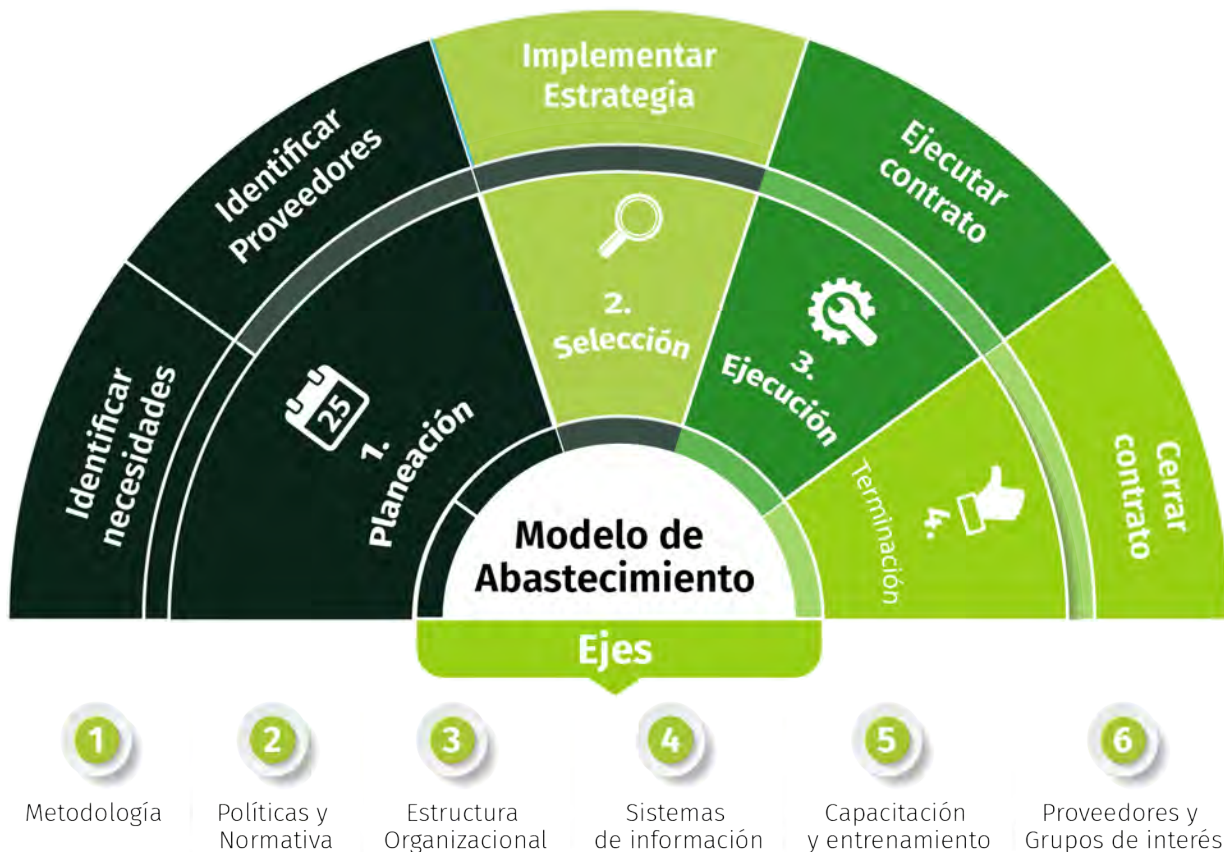 Identificar
necesidades
Identificar
Proveedores
Implementar
Estrategia
Ejecutar
contrato
Cerrar
contrato
25
1.
Planeación
2.
Selección
3.
Ejecución
4.
Terminación
Modelo de
Abastecimiento
Ejes
1
Metodología
2
Políticas y
Normativa
3
Estructura
Organizacional
4
Sistemas
de información
5
Capacitación
y entrenamiento
6
Proveedores y
Grupos de interés